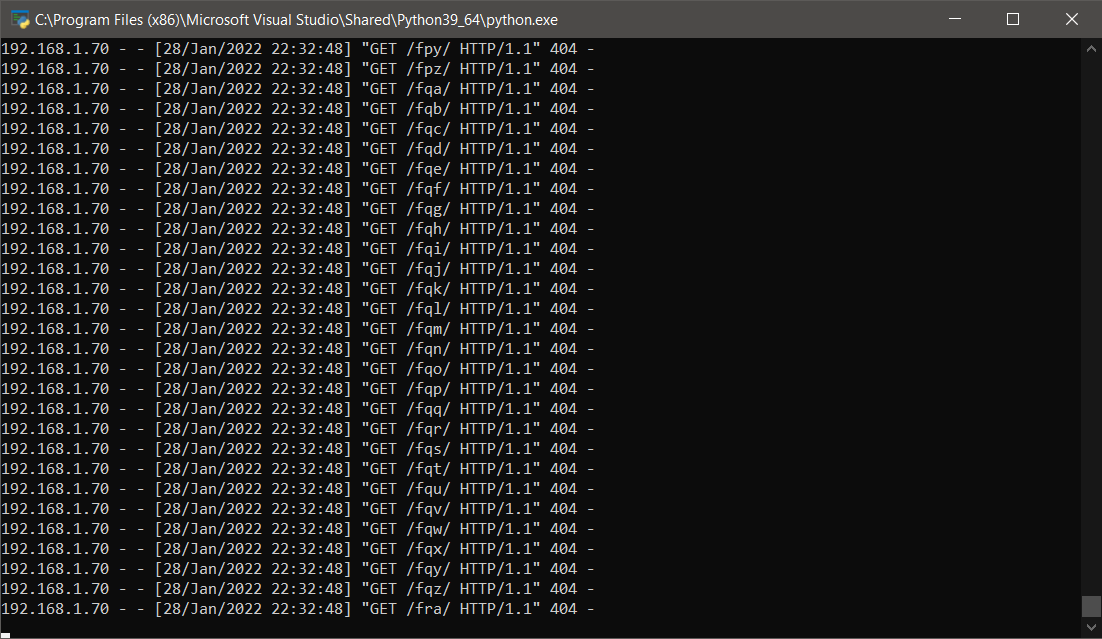 C:\Program Files (x86)\Microsoft Visual Studio\Shared\Python39_64\python.exe
192.168.1.70 - - [28/Jan/2022 22:32:48] "GET /fpy/ HTTP/1.1" 404 -
192.168.1.70 - - [28/Jan/2022 22:32:48] "GET /fpz/ HTTP/1.1" 404 -
192.168.1.70 - - [28/Jan/2022 22:32:48] "GET /fqa/ HTTP/1.1" 404 -
192.168.1.70 - - [28/Jan/2022 22:32:48] "GET /fqb/ HTTP/1.1" 404 -
192.168.1.70 - - [28/Jan/2022 22:32:48] "GET /fqc/ HTTP/1.1" 404 -
192.168.1.70 - - [28/Jan/2022 22:32:48] "GET /fqd/ HTTP/1.1" 404 -
192.168.1.70 - - [28/Jan/2022 22:32:48] "GET /fqe/ HTTP/1.1" 404 -
192.168.1.70 - - [28/Jan/2022 22:32:48] "GET /fqf/ HTTP/1.1" 404 -
192.168.1.70 - - [28/Jan/2022 22:32:48] "GET /fqg/ HTTP/1.1" 404 -
192.168.1.70 - - [28/Jan/2022 22:32:48] "GET /fqh/ HTTP/1.1" 404 -
192.168.1.70 - - [28/Jan/2022 22:32:48] "GET /fqi/ HTTP/1.1" 404 -
192.168.1.70 - - [28/Jan/2022 22:32:48] "GET /fqj/ HTTP/1.1" 404 -
192.168.1.70 - - [28/Jan/2022 22:32:48] "GET /fqk/ HTTP/1.1" 404 -
192.168.1.70 - - [28/Jan/2022 22:32:48] "GET /fql/ HTTP/1.1" 404 -
192.168.1.70 - - [28/Jan/2022 22:32:48] "GET /fqm/ HTTP/1.1" 404 -
192.168.1.70 - - [28/Jan/2022 22:32:48] "GET /fqn/ HTTP/1.1" 404 -
192.168.1.70 - - [28/Jan/2022 22:32:48] "GET /fqo/ HTTP/1.1" 404 -
192.168.1.70 - - [28/Jan/2022 22:32:48] "GET /fqp/ HTTP/1.1" 404 -
192.168.1.70 - - [28/Jan/2022 22:32:48] "GET /fqq/ HTTP/1.1" 404 -
192.168.1.70 - - [28/Jan/2022 22:32:48] "GET /fqr/ HTTP/1.1" 404 -
192.168.1.70 - - [28/Jan/2022 22:32:48] "GET /fqs/ HTTP/1.1" 404 -
192.168.1.70 - - [28/Jan/2022 22:32:48] "GET /fqt/ HTTP/1.1" 404 -
192.168.1.70 - - [28/Jan/2022 22:32:48] "GET /fqu/ HTTP/1.1" 404 -
192.168.1.70 - - [28/Jan/2022 22:32:48] "GET /fqv/ HTTP/1.1" 404 -
192.168.1.70 - - [28/Jan/2022 22:32:48] "GET /fqw/ HTTP/1.1" 404 -
192.168.1.70 - - [28/Jan/2022 22:32:48] "GET /fqx/ HTTP/1.1" 404 -
192.168.1.70 - - [28/Jan/2022 22:32:48] "GET /fqy/ HTTP/1.1" 404 -
192.168.1.70 - - [28/Jan/2022 22:32:48] "GET /fqz/ HTTP/1.1" 404 -
192.168.1.70 - - [28/Jan/2022 22:32:48] "GET /fra/ HTTP/1.1" 404 -